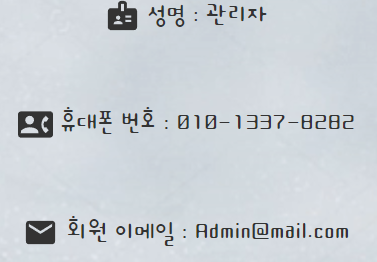 성명 : 관리자
휴대폰 번호 : 010-1337-8282
회원 이메일 : Admin@mail.com